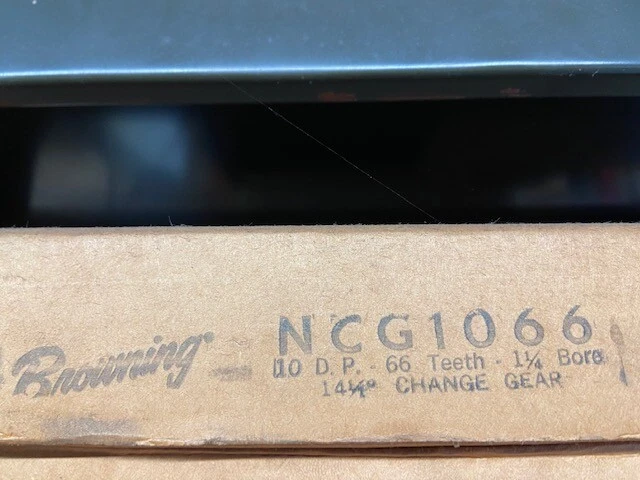 Browning
NCG1066
10 D. P. - 66 Teeth - 1¼ Bore
14½° CHANGE GEAR